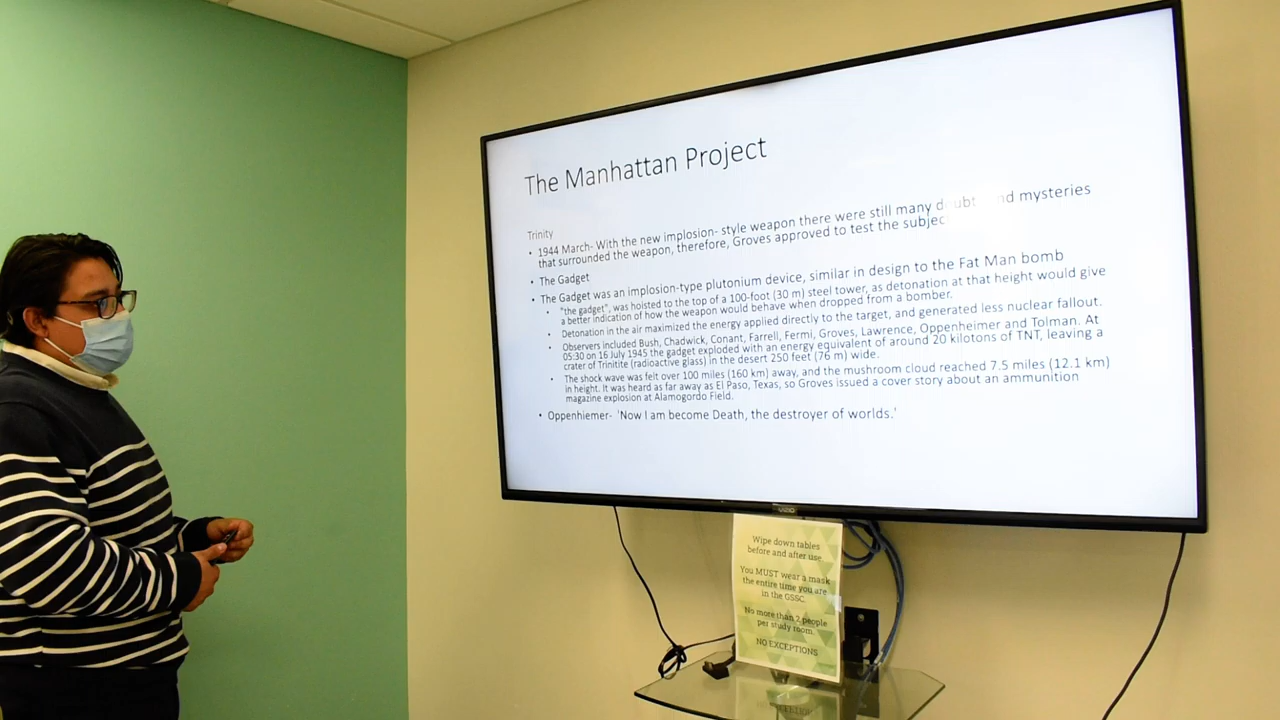 The Manhattan Project
Trinity
• 1944 March- With the new implosion- style weapon there were still many doubt nd mysteries
that surrounded the weapon, therefore, Groves approved to test the subjec
• The Gadget
• The Gadget was an implosion-type plutonium device, similar in design to the Fat Man bomb
• "the gadget", was hoisted to the top of a 100-foot (30 m) steel tower, as detonation at that height would give
a better indication of how the weapon would behave when dropped from a bomber.
• Detonation in the air maximized the energy applied directly to the target, and generated less nuclear fallout.
• Observers included Bush, Chadwick, Conant, Farrell, Fermi, Groves, Lawrence, Oppenheimer and Tolman. At
05:30 on 16 July 1945 the gadget exploded with an energy equivalent of around 20 kilotons of TNT, leaving a
crater of Trinitite (radioactive glass) in the desert 250 feet (76 m) wide.
• The shock wave was felt over 100 miles (160 km) away, and the mushroom cloud reached 7.5 miles (12.1 km)
in height. It was heard as far away as El Paso, Texas, so Groves issued a cover story about an ammunition
magazine explosion at Alamogordo Field.
• Oppenhiemer- 'Now I am become Death, the destroyer of worlds.'
VIZIO
Wipe down tables
before and after use.
You MUST wear a mask
the entire time you are
in the GSSC.
No more than 2 people
per study room.
NO EXCEPTIONS